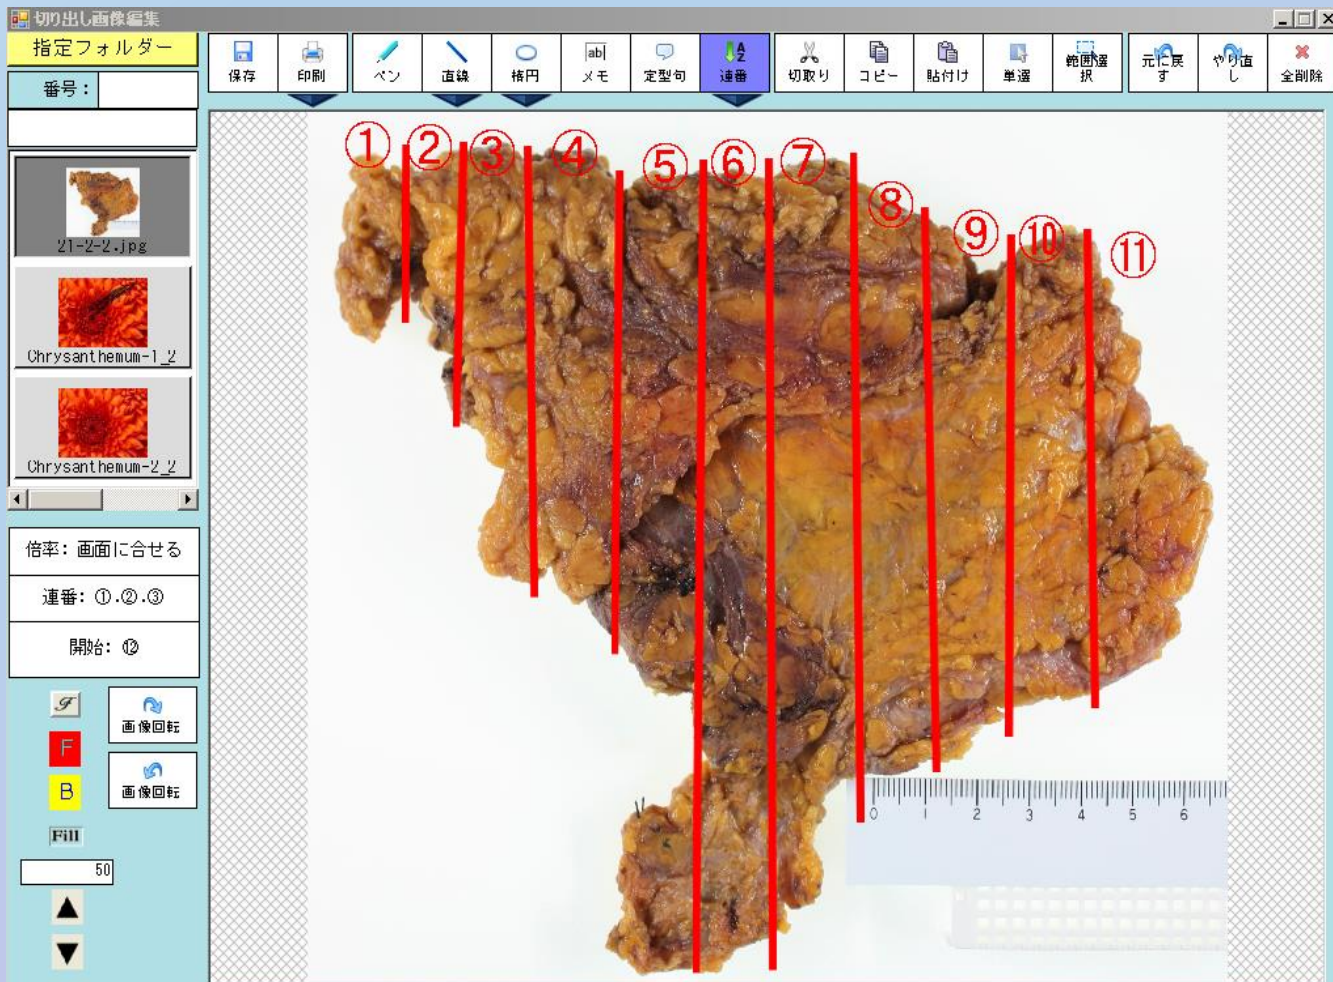 切り出し画像編集
指定フォルダー
番号：
保存
印刷
ペン
直線
楕円
ab
メモ
定型句
A
Z
連番
切取り
コピー
貼付け
単選
範囲選
択
元に戻
す
やり直
し
全削除
21-2-2.jpg
Chrysanthemum-1_2
Chrysanthemum-2_2
倍率: 画面に合せる
連番: ①.②.③
開始: ⑫
F
画像回転
F
B
画像回転
Fill
50
①
②
③
④
⑤
⑥
⑦
⑧
⑨
⑩
⑪
0 1 2 3 4 5 6